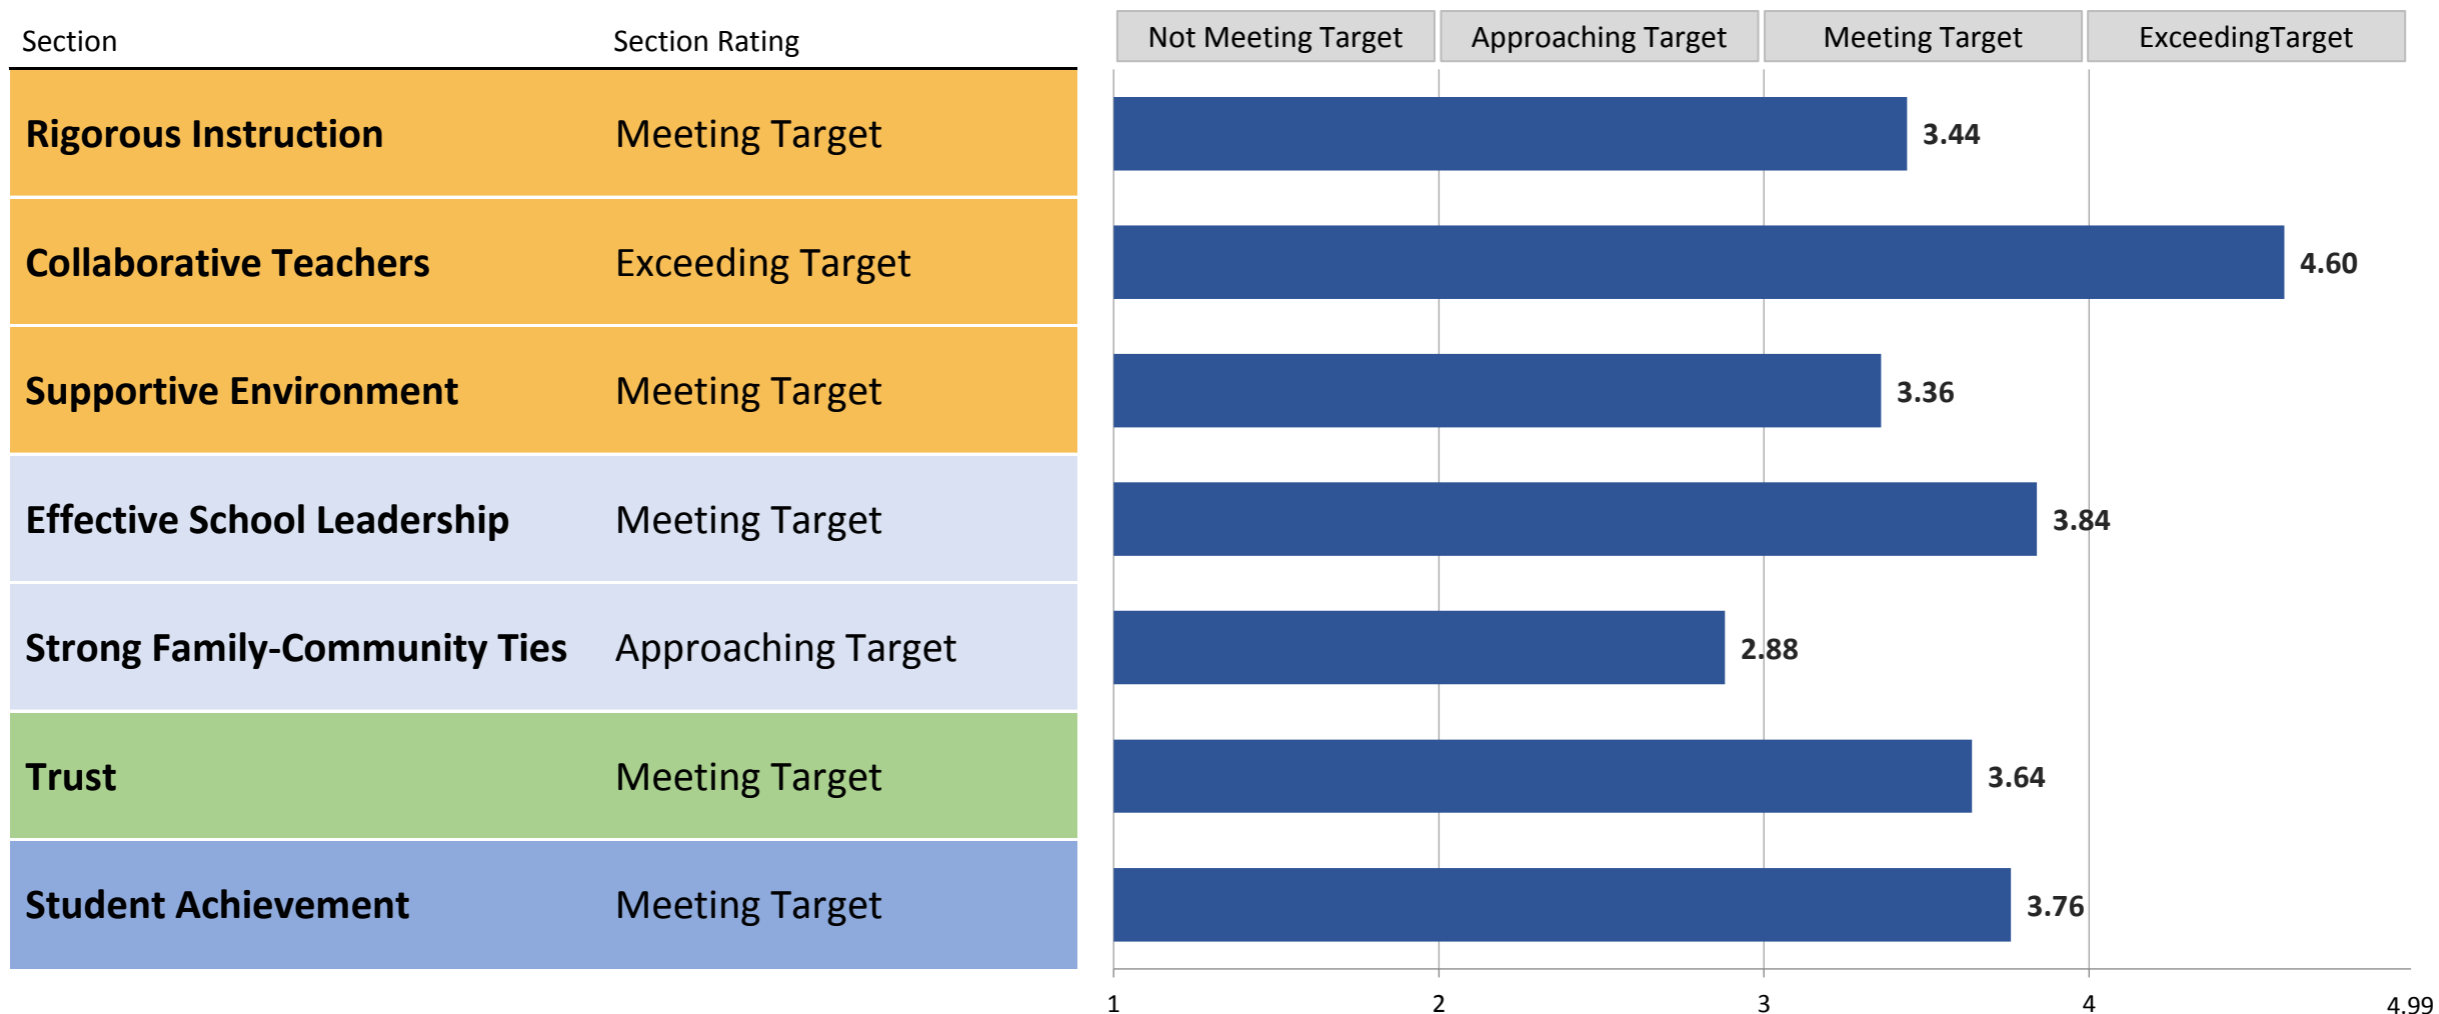 Section Section Rating Not Meeting Target Approaching Target Meeting Target ExceedingTarget
Rigorous Instruction Meeting Target 3.44
Collaborative Teachers Exceeding Target 4.60
Supportive Environment Meeting Target 3.36
Effective School Leadership Meeting Target 3.84
Strong Family-Community Ties Approaching Target 2.88
Trust Meeting Target 3.64
Student Achievement Meeting Target 3.76
1 2 3 4 4.99